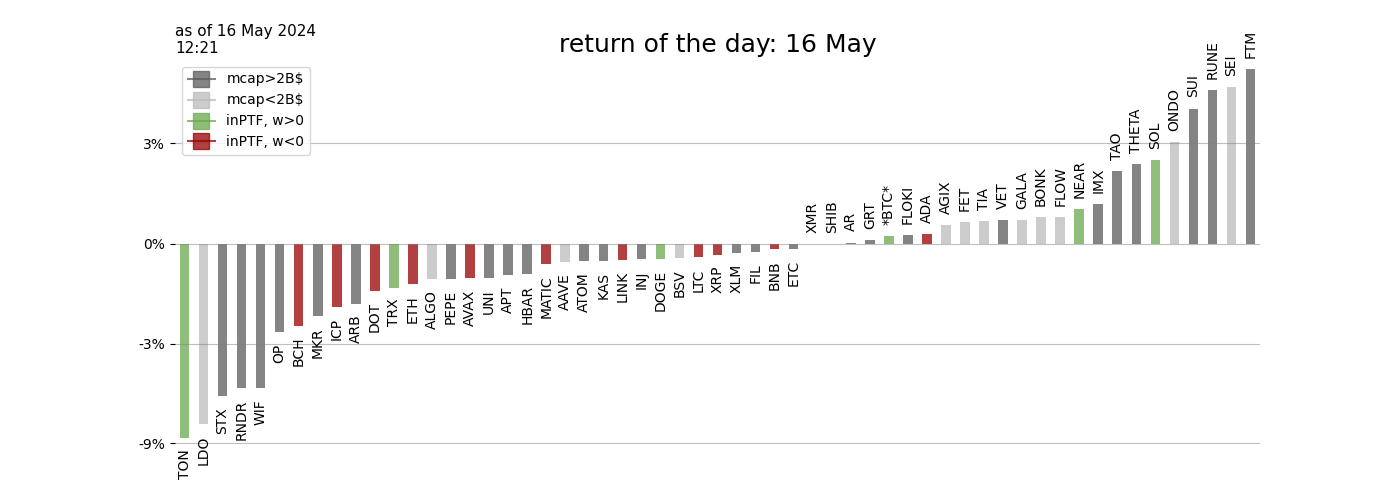 as of 16 May 2024
12:21
return of the day: 16 May
mcap>2B$
mcap<2B$
inPTF, w>0
inPTF, w<0
3%
0%
-3%
-9%
TON
LDO
STX
RNDR
WIF
OP
BCH
MKR
ICP
ARB
DOT
TRX
ETH
ALGO
PEPE
AVAX
UNI
APT
HBAR
MATIC
AAVE
ATOM
KAS
LINK
INJ
DOGE
BSV
LTC
XRP
XLM
FIL
BNB
ETC
XMR
SHIB
AR
GRT
*BTC*
FLOKI
ADA
AGIX
FET
TIA
VET
GALA
BONK
FLOW
NEAR
IMX
TAO
THETA
SOL
ONDO
SUI
RUNE
SEI
FTM